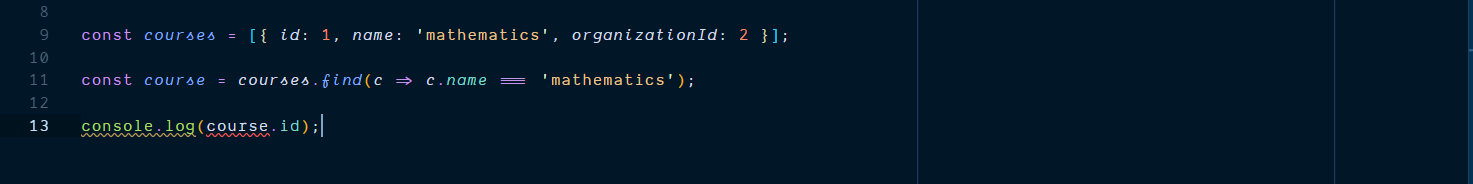 8
9 const courses = [{ id: 1, name: 'mathematics', organizationId: 2 }];
10
11 const course = courses.find(c => c.name === 'mathematics');
12
13 console.log(course.id);